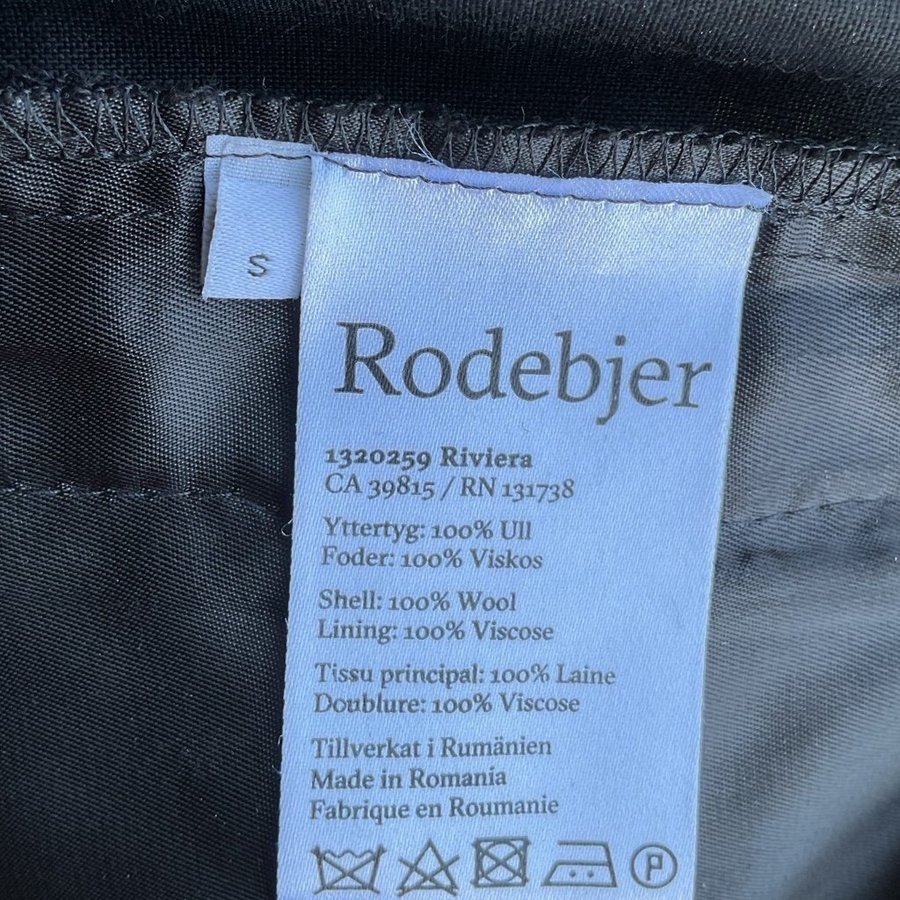 S
Rodebjer
1320259 Riviera
CA 39815 / RN 131738
Yttertyg: 100% Ull
Foder: 100% Viskos
Shell: 100% Wool
Lining: 100% Viscose
Tissu principal: 100% Laine
Doublure: 100% Viscose
Tillverkat i Rumänien
Made in Romania
Fabrique en Roumanie
P